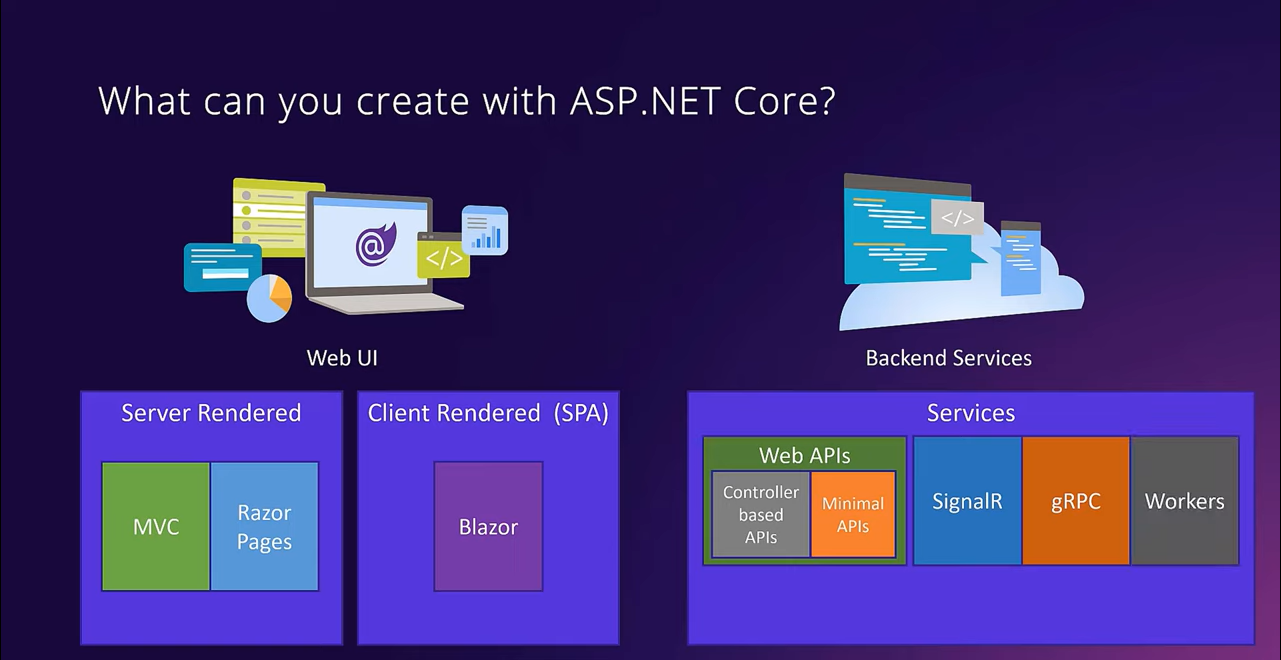 What can you create with ASP.NET Core?
@
</>
</>
Web UI
Backend Services
Server Rendered
MVC
Razor
Pages
Client Rendered (SPA)
Blazor
Services
Web APIs
Controller
based
APIs
Minimal
APIs
SignalR
gRPC
Workers